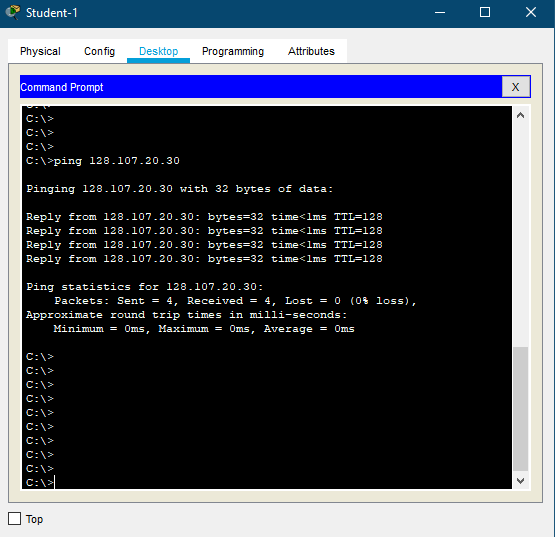 Student-1
Physical Config Desktop Programming Attributes
Command Prompt X
C:\>
C:\>
C:\>
C:\>
C:\>ping 128.107.20.30
Pinging 128.107.20.30 with 32 bytes of data:
Reply from 128.107.20.30: bytes=32 time<1ms TTL=128
Reply from 128.107.20.30: bytes=32 time<1ms TTL=128
Reply from 128.107.20.30: bytes=32 time<1ms TTL=128
Reply from 128.107.20.30: bytes=32 time<1ms TTL=128
Ping statistics for 128.107.20.30:
Packets: Sent = 4, Received = 4, Lost = 0 (0% loss),
Approximate round trip times in milli-seconds:
Minimum = 0ms, Maximum = 0ms, Average = 0ms
C:\>
C:\>
C:\>
C:\>
C:\>
C:\>
C:\>
C:\>
C:\>
C:\>
Top